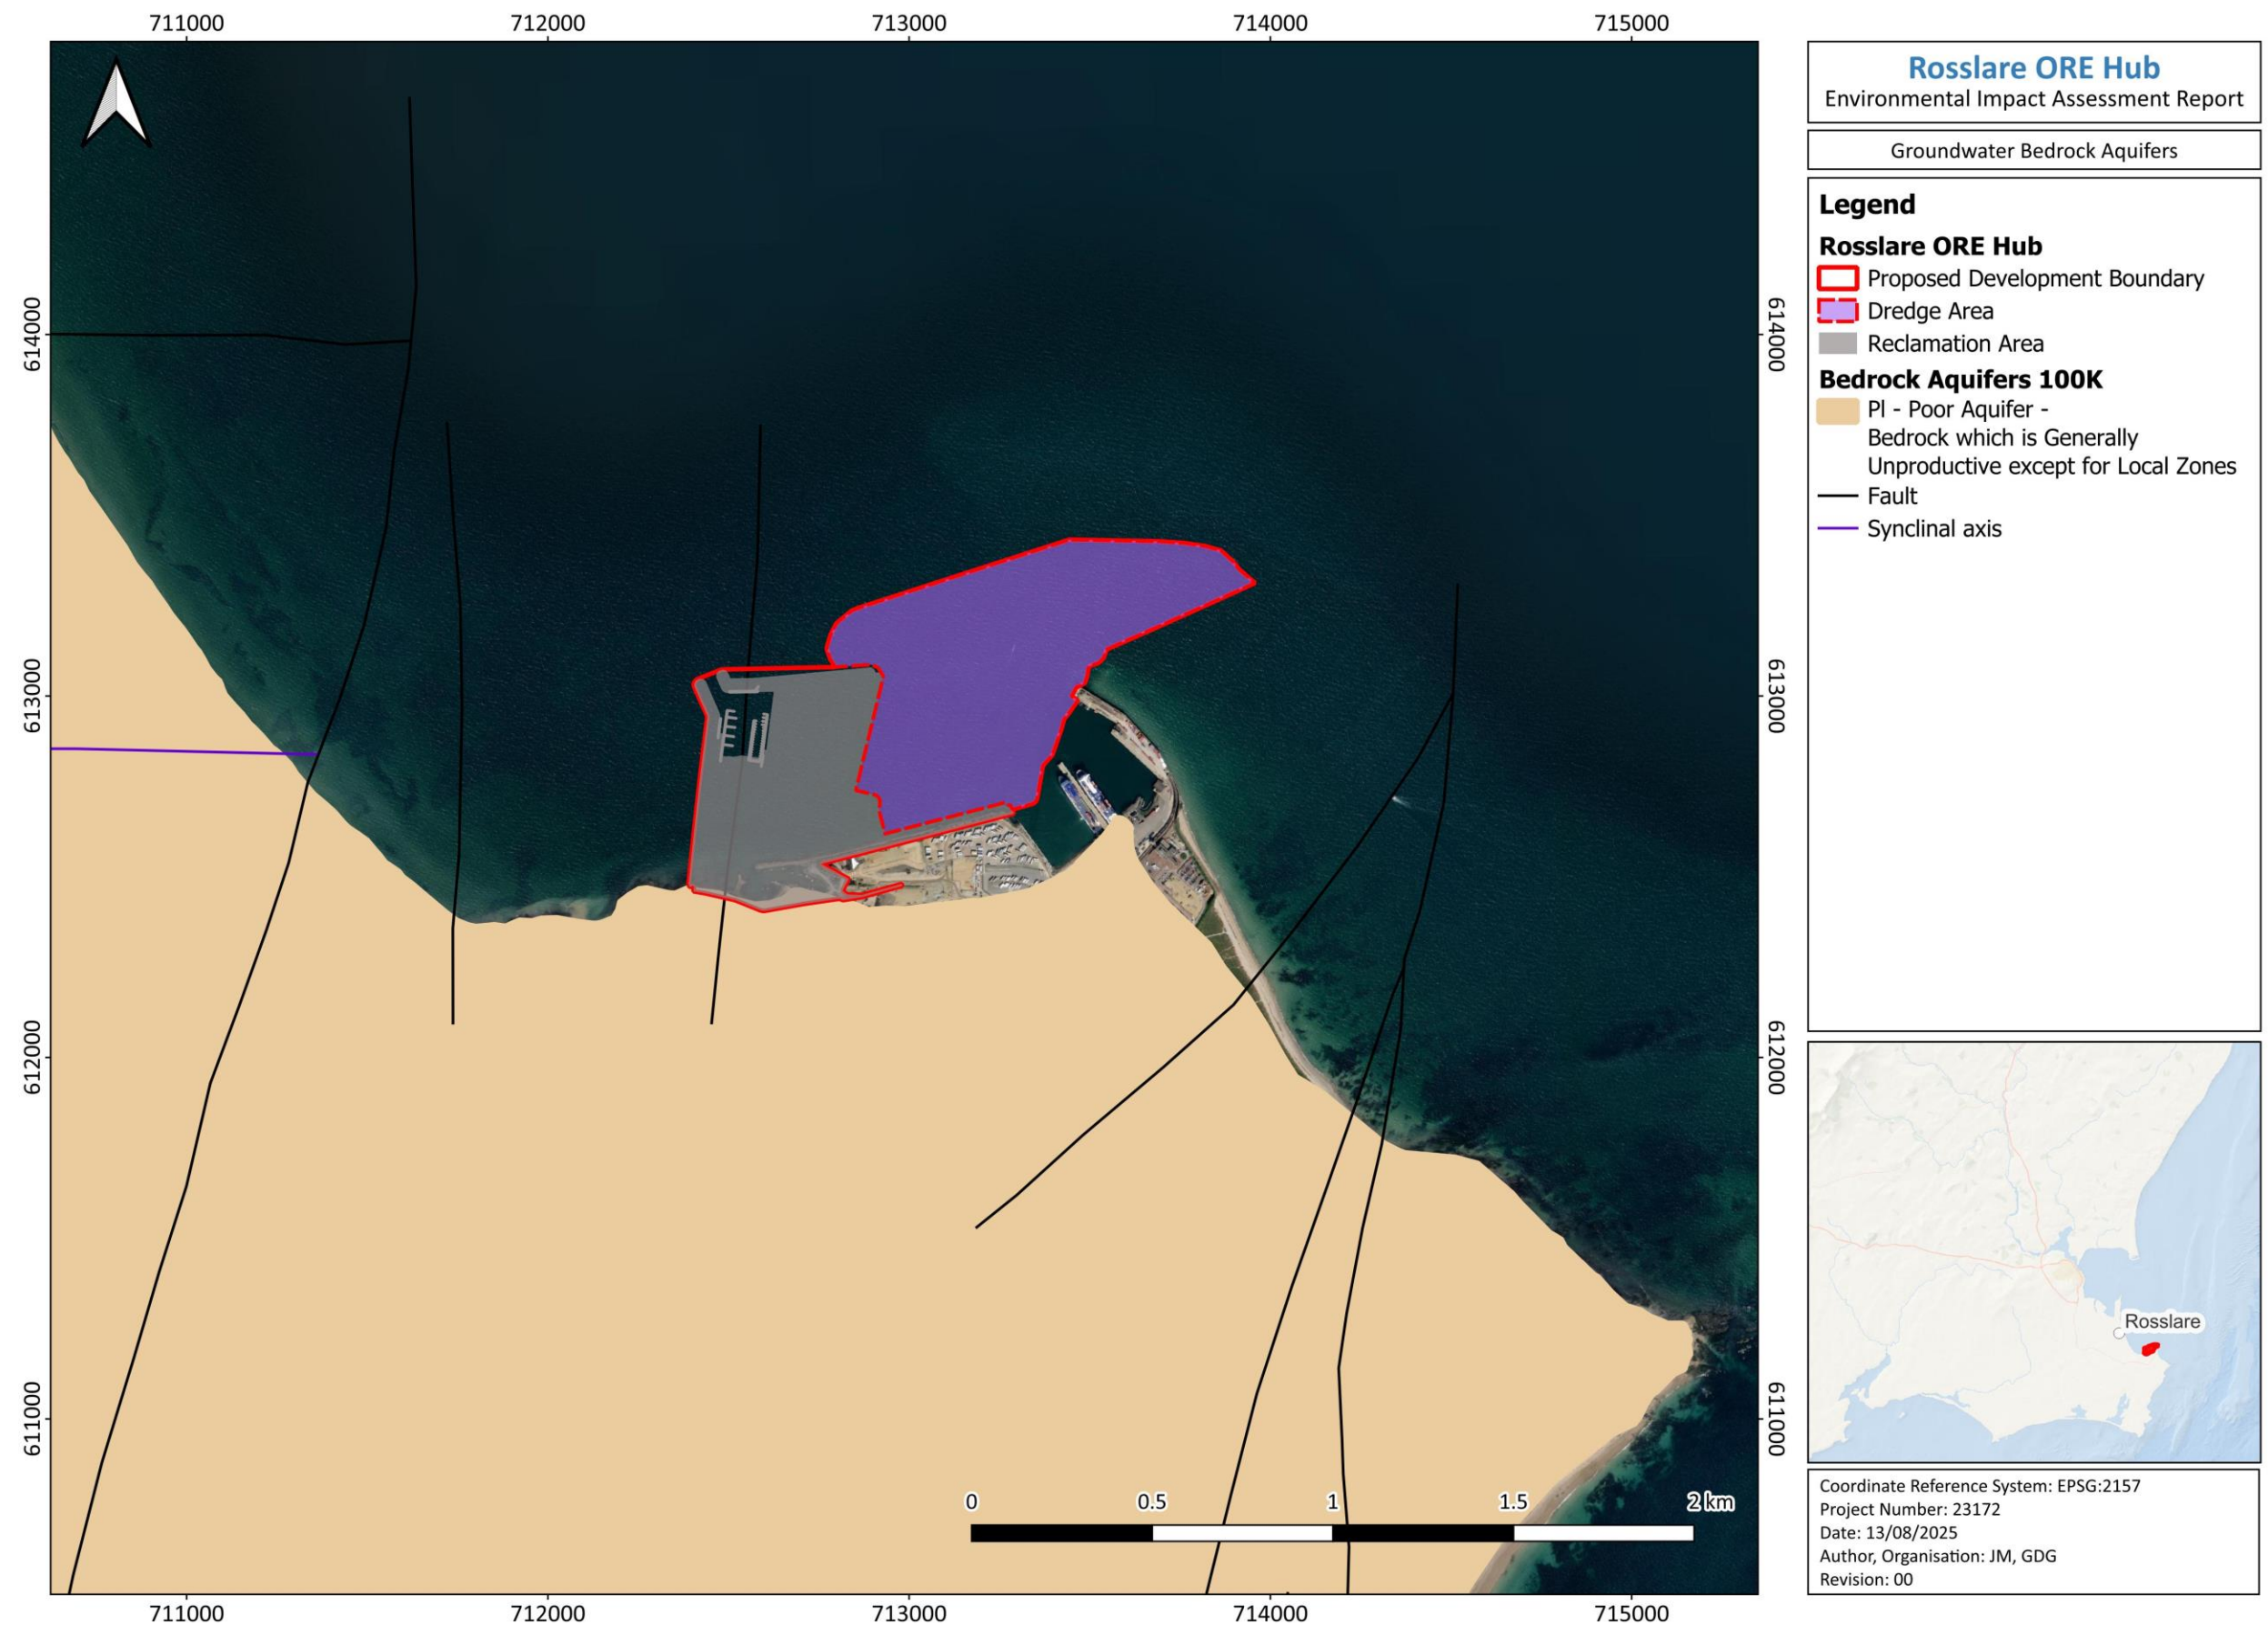 711000 712000 713000 714000 715000
614000
613000
612000
611000
614000
613000
612000
611000
0 0.5 1 1.5 2 km
711000 712000 713000 714000 715000
Rosslare ORE Hub
Environmental Impact Assessment Report
Groundwater Bedrock Aquifers
Legend
Rosslare ORE Hub
Proposed Development Boundary
Dredge Area
Reclamation Area
Bedrock Aquifers 100K
Pl - Poor Aquifer -
Bedrock which is Generally
Unproductive except for Local Zones
Fault
Synclinal axis
Rosslare
Coordinate Reference System: EPSG:2157
Project Number: 23172
Date: 13/08/2025
Author, Organisation: JM, GDG
Revision: 00